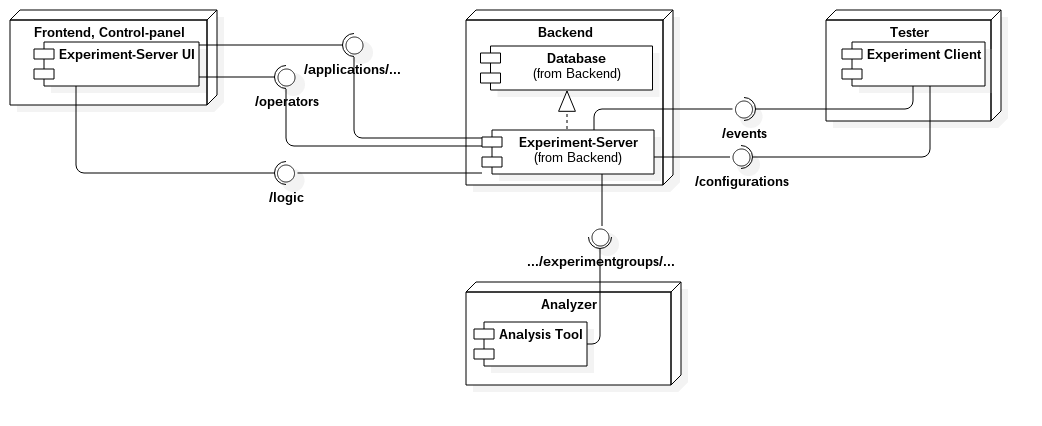 Frontend, Control-panel
Experiment-Server UI
/applications/...
/operators
/logic
Backend
Database
(from Backend)
Experiment-Server
(from Backend)
Tester
Experiment Client
/events
/configurations
.../experimentgroups/...
Analyzer
Analysis Tool